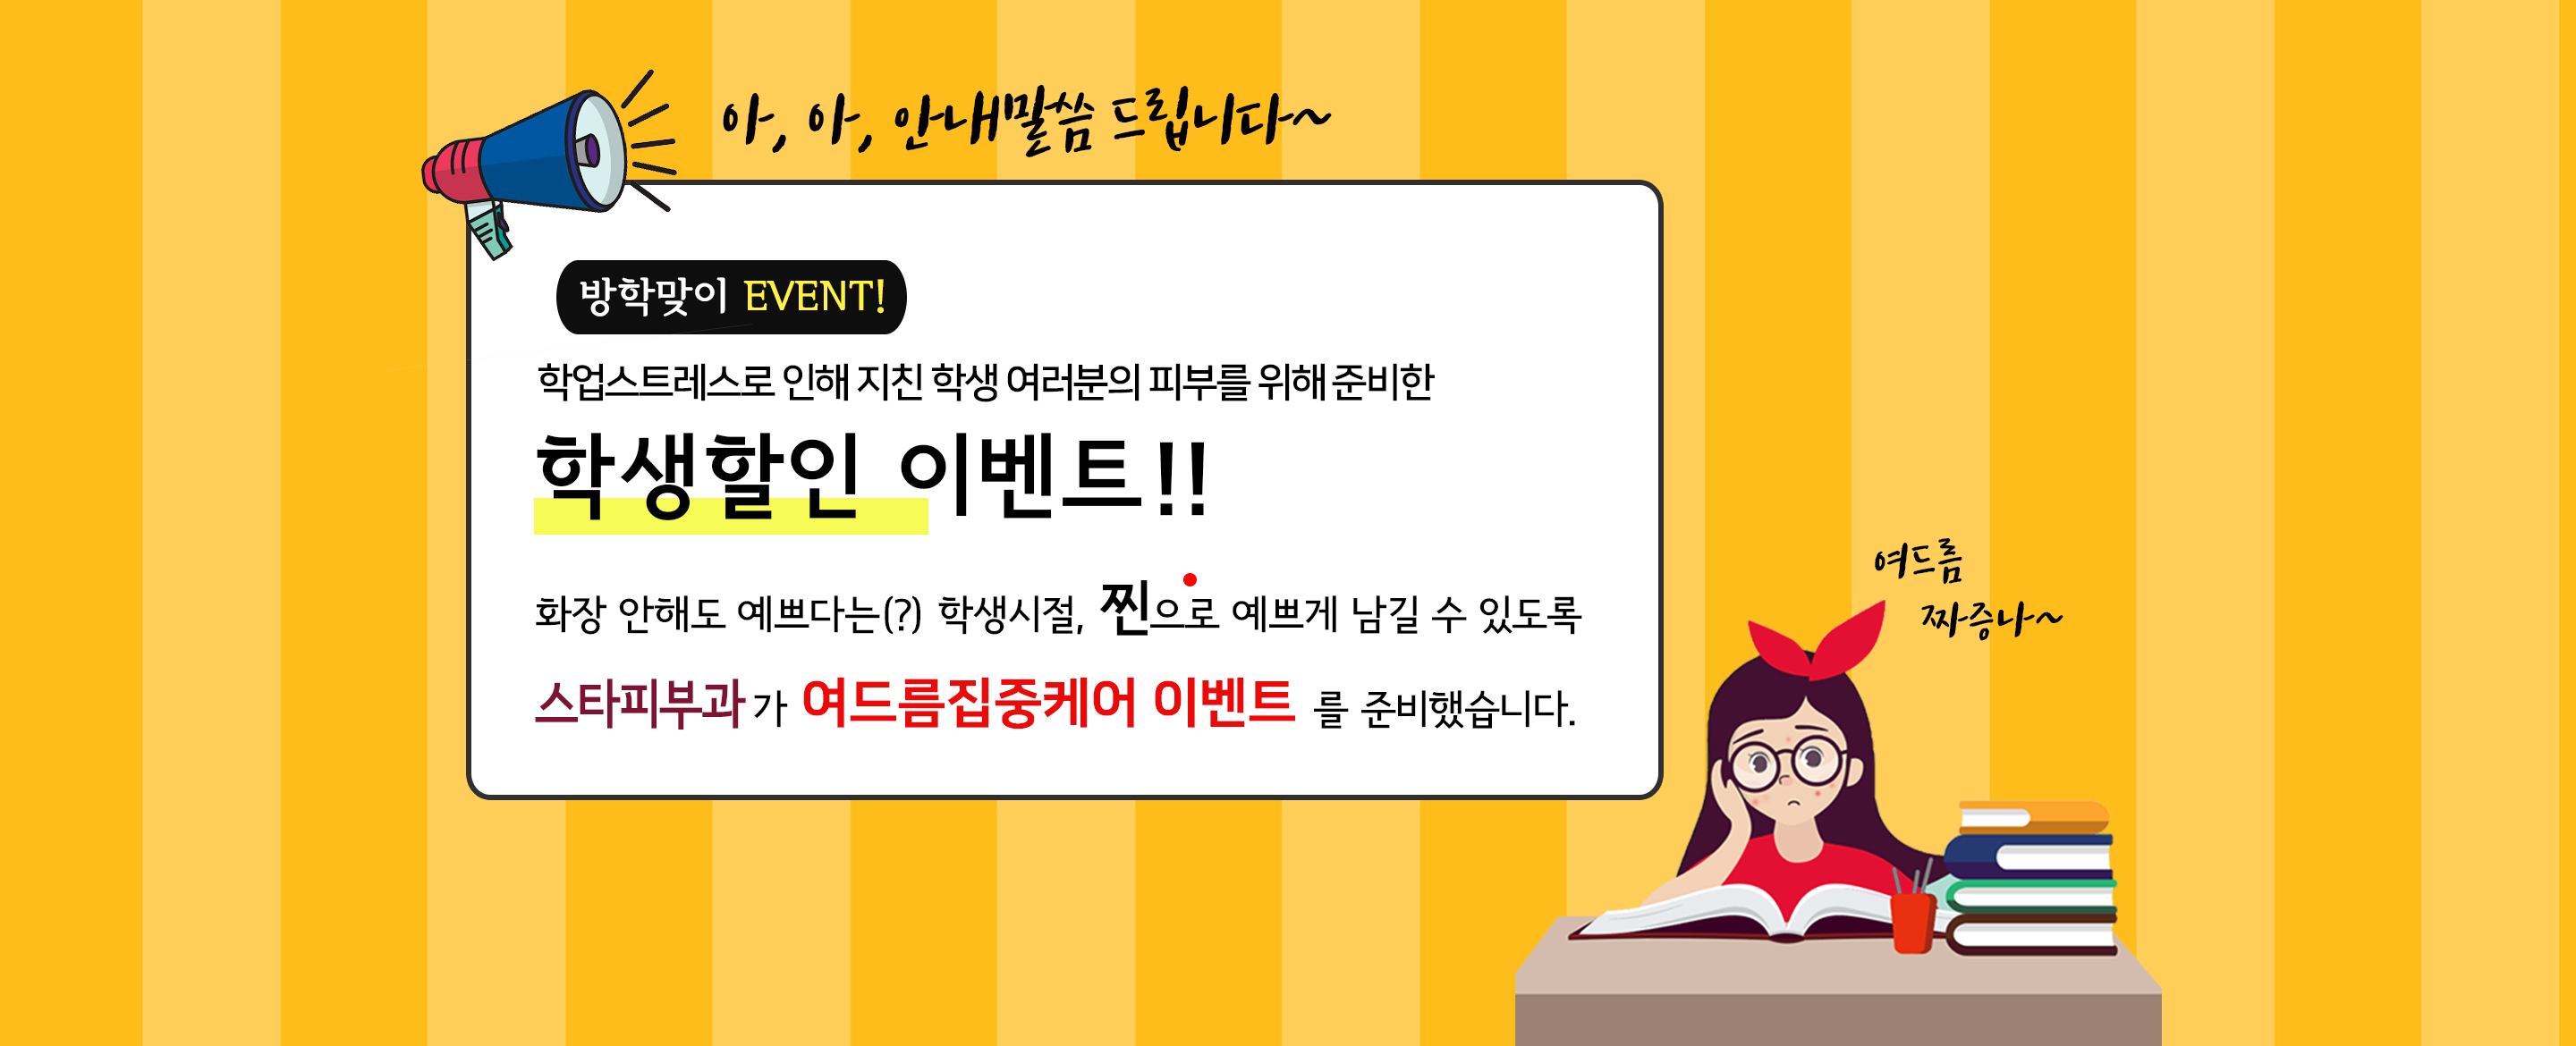 아, 아, 안내말씀 드립니다~
방학맞이 EVENT!
학업스트레스로 인해 지친 학생 여러분의 피부를 위해 준비한
학생할인 이벤트!!
화장 안해도 예쁘다는(?) 학생시절, 찐으로 예쁘게 남길 수 있도록
스타피부과가 여드름집중케어 이벤트를 준비했습니다.
여드름
짜증나~